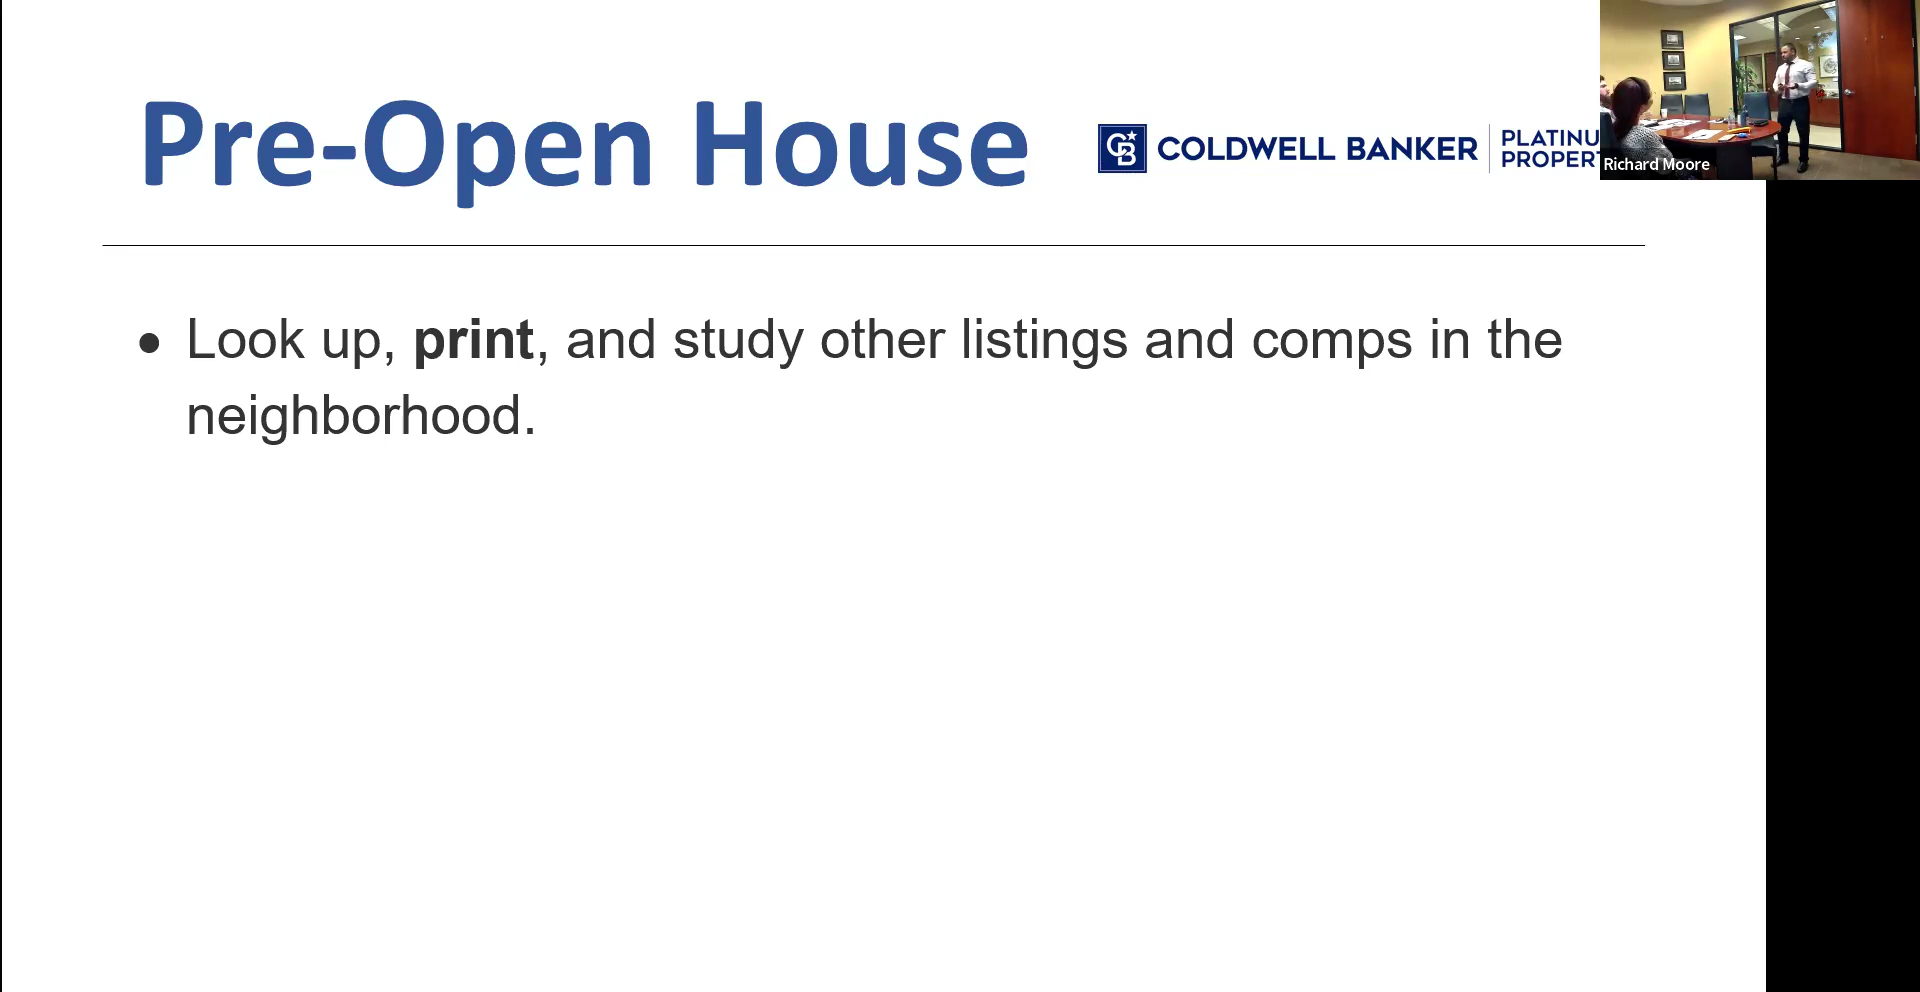 Pre-Open House
COLDWELL BANKER
PLATINU
PROPERT
Richard Moore
• Look up, print, and study other listings and comps in the
neighborhood.